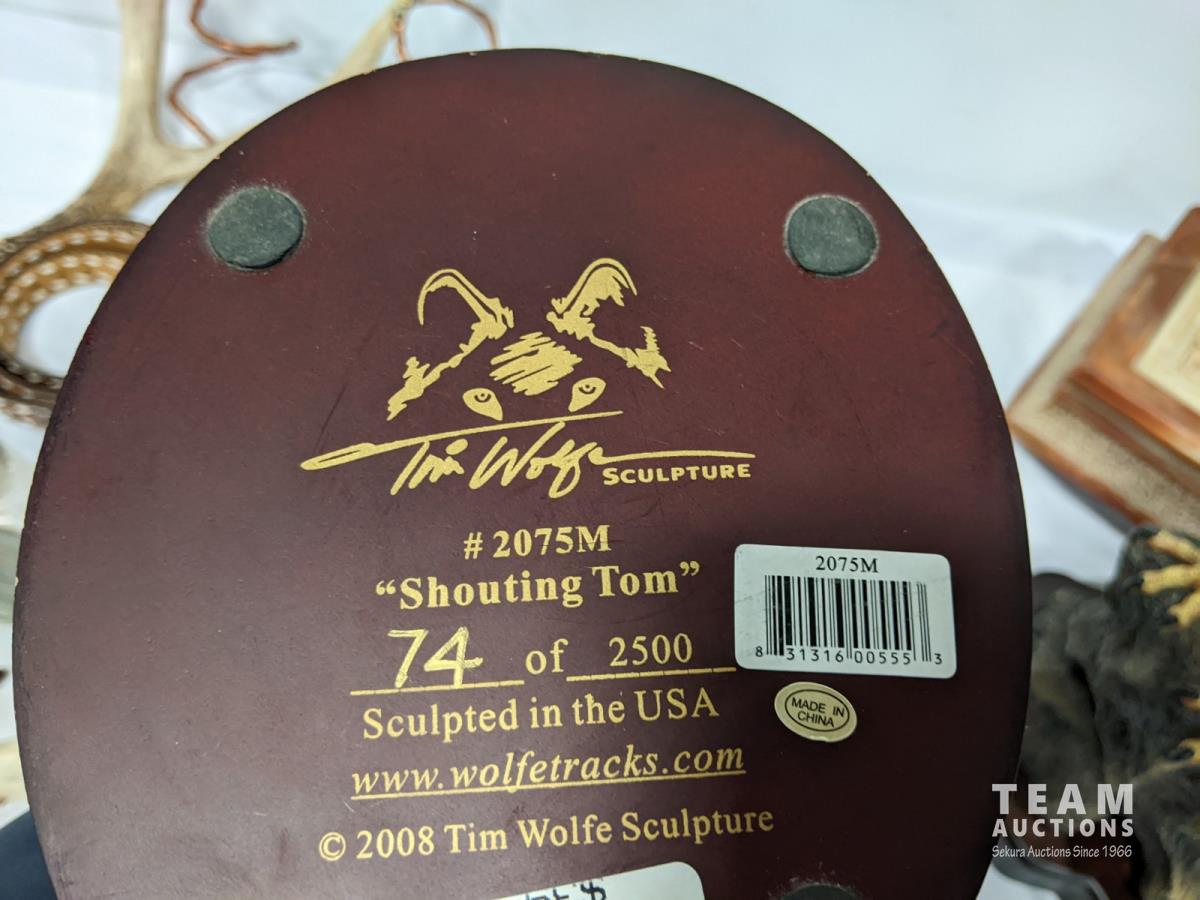 Tim Wolfe SCULPTURE
# 2075M
“Shouting Tom”
74 of 2500
Sculpted in the USA
www.wolfetracks.com
© 2008 Tim Wolfe Sculpture
2075M
8 31316 00555 3
MADE IN
CHINA
TEAM
AUCTIONS
Sekura Auctions Since 1966